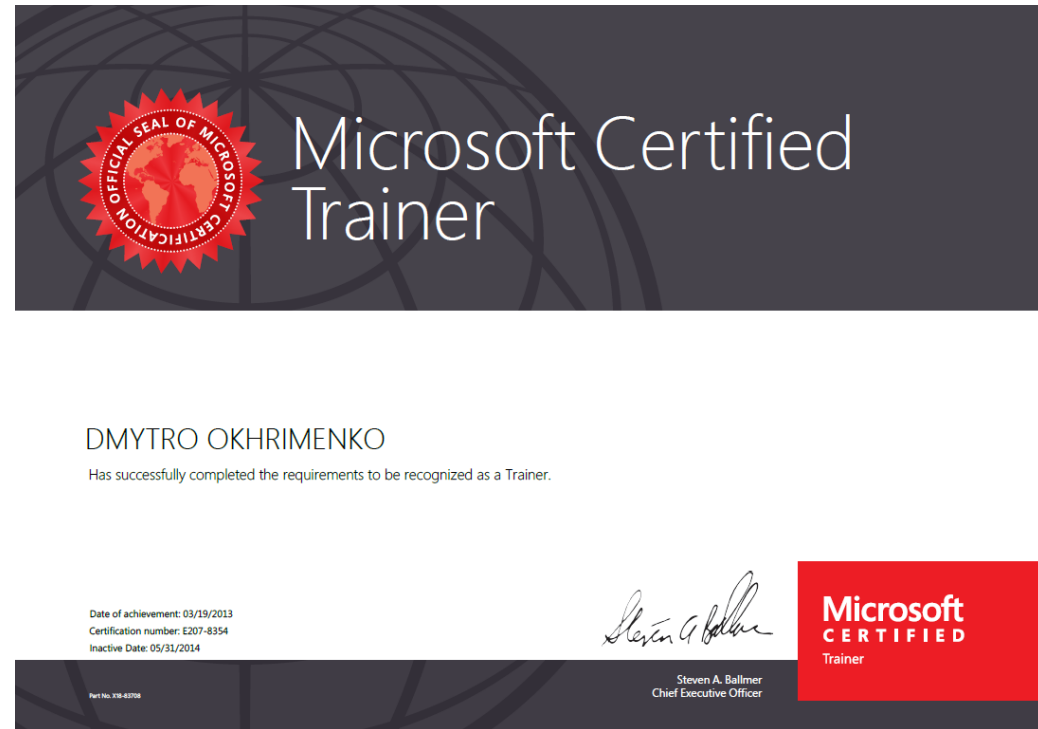 OFFICIAL SEAL OF MICROSOFT CERTIFICATION
Microsoft Certified
Trainer
DMYTRO OKHRIMENKO
Has successfully completed the requirements to be recognized as a Trainer.
Date of achievement: 03/19/2013
Certification number: E207-8354
Inactive Date: 05/31/2014
Part No. X18-83708
Steven A Ballmer
Steven A. Ballmer
Chief Executive Officer
Microsoft
CERTIFIED
Trainer